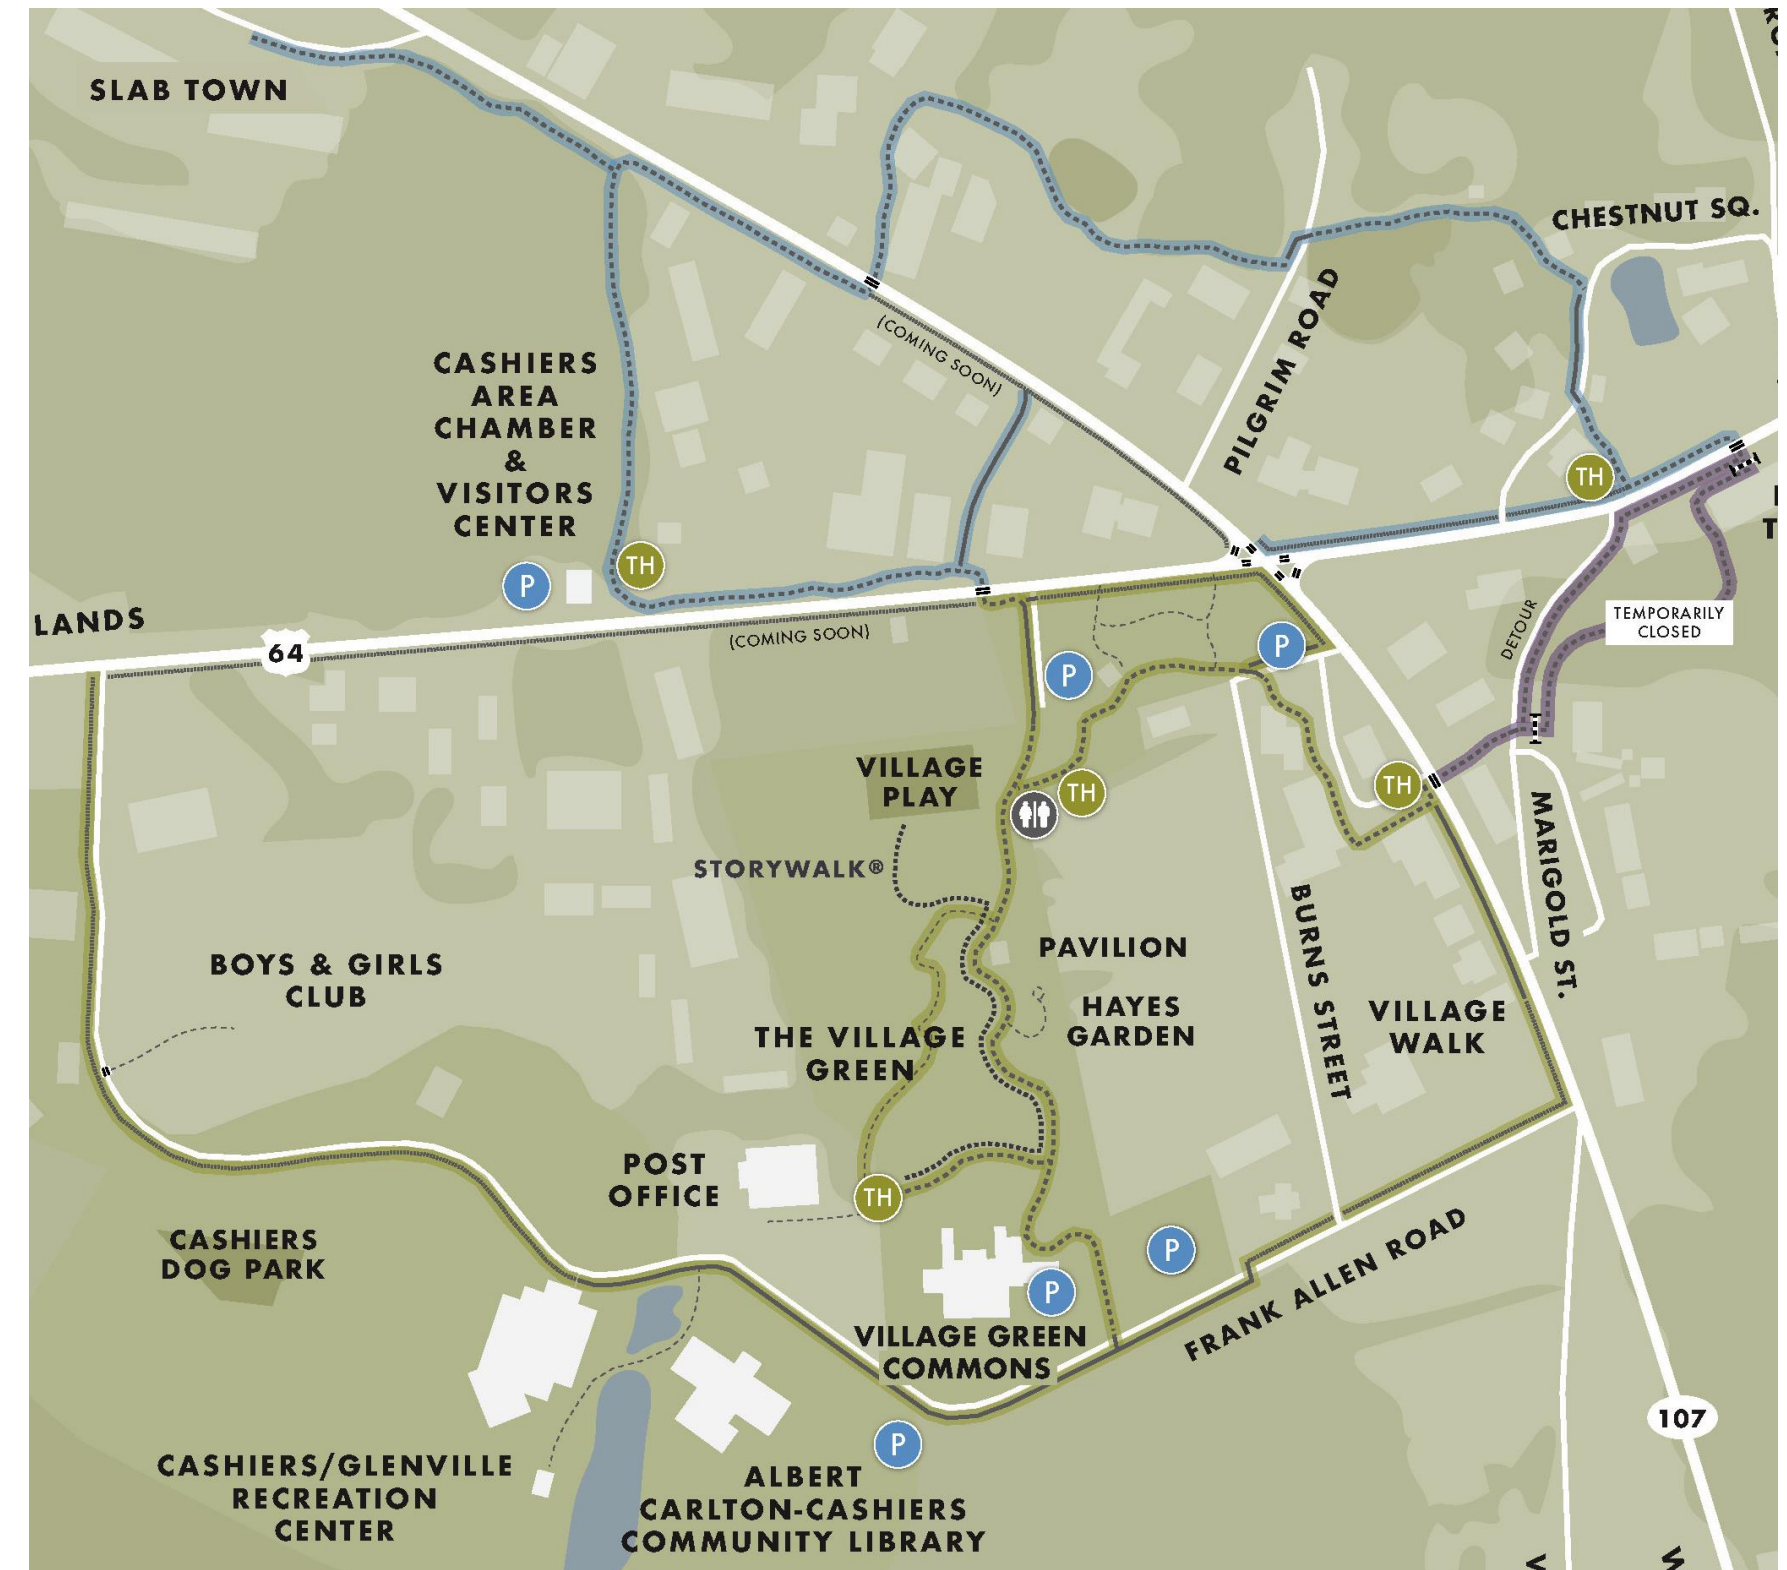 SLAB TOWN
CHESTNUT SQ.
(COMING SOON)
PILGRIM ROAD
CASHIERS
AREA
CHAMBER
&
VISITORS
CENTER
TH
TH
P
LANDS
64
(COMING SOON)
P
P
DETOUR
TEMPORARILY
CLOSED
VILLAGE
PLAY
TH
TH
STORYWALK®
MARIGOLD ST.
BURNS STREET
BOYS & GIRLS
CLUB
PAVILION
HAYES
GARDEN
VILLAGE
WALK
THE VILLAGE
GREEN
POST
OFFICE
TH
CASHIERS
DOG PARK
P
P
FRANK ALLEN ROAD
VILLAGE GREEN
COMMONS
107
P
CASHIERS/GLENVILLE
RECREATION
CENTER
ALBERT
CARLTON-CASHIERS
COMMUNITY LIBRARY